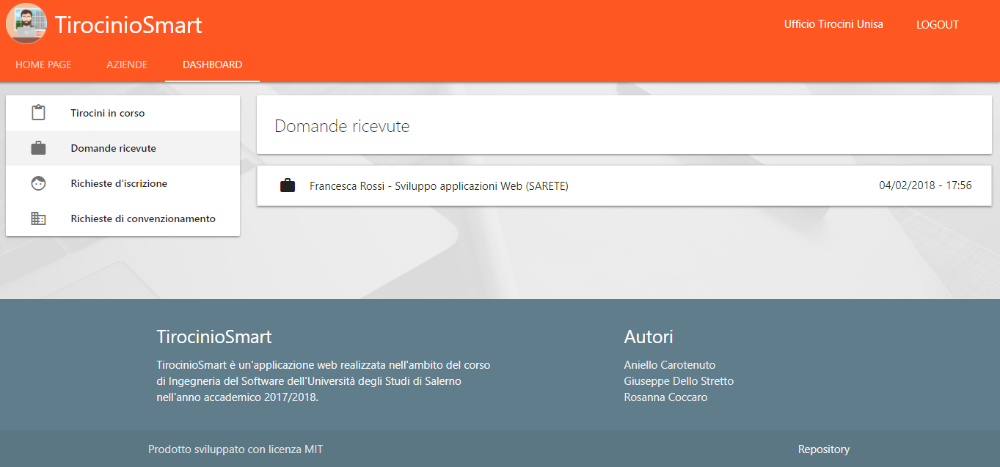 TirocinioSmart
Ufficio Tirocini Unisa
LOGOUT
HOME PAGE
AZIENDE
DASHBOARD
Tirocini in corso
Domande ricevute
Richieste d'iscrizione
Richieste di convenzionamento
Domande ricevute
Francesca Rossi - Sviluppo applicazioni Web (SARETE)
04/02/2018 - 17:56
TirocinioSmart
TirocinioSmart è un'applicazione web realizzata nell'ambito del corso
di Ingegneria del Software dell'Università degli Studi di Salerno
nell'anno accademico 2017/2018.
Autori
Aniello Carotenuto
Giuseppe Dello Stretto
Rosanna Coccaro
Prodotto sviluppato con licenza MIT
Repository